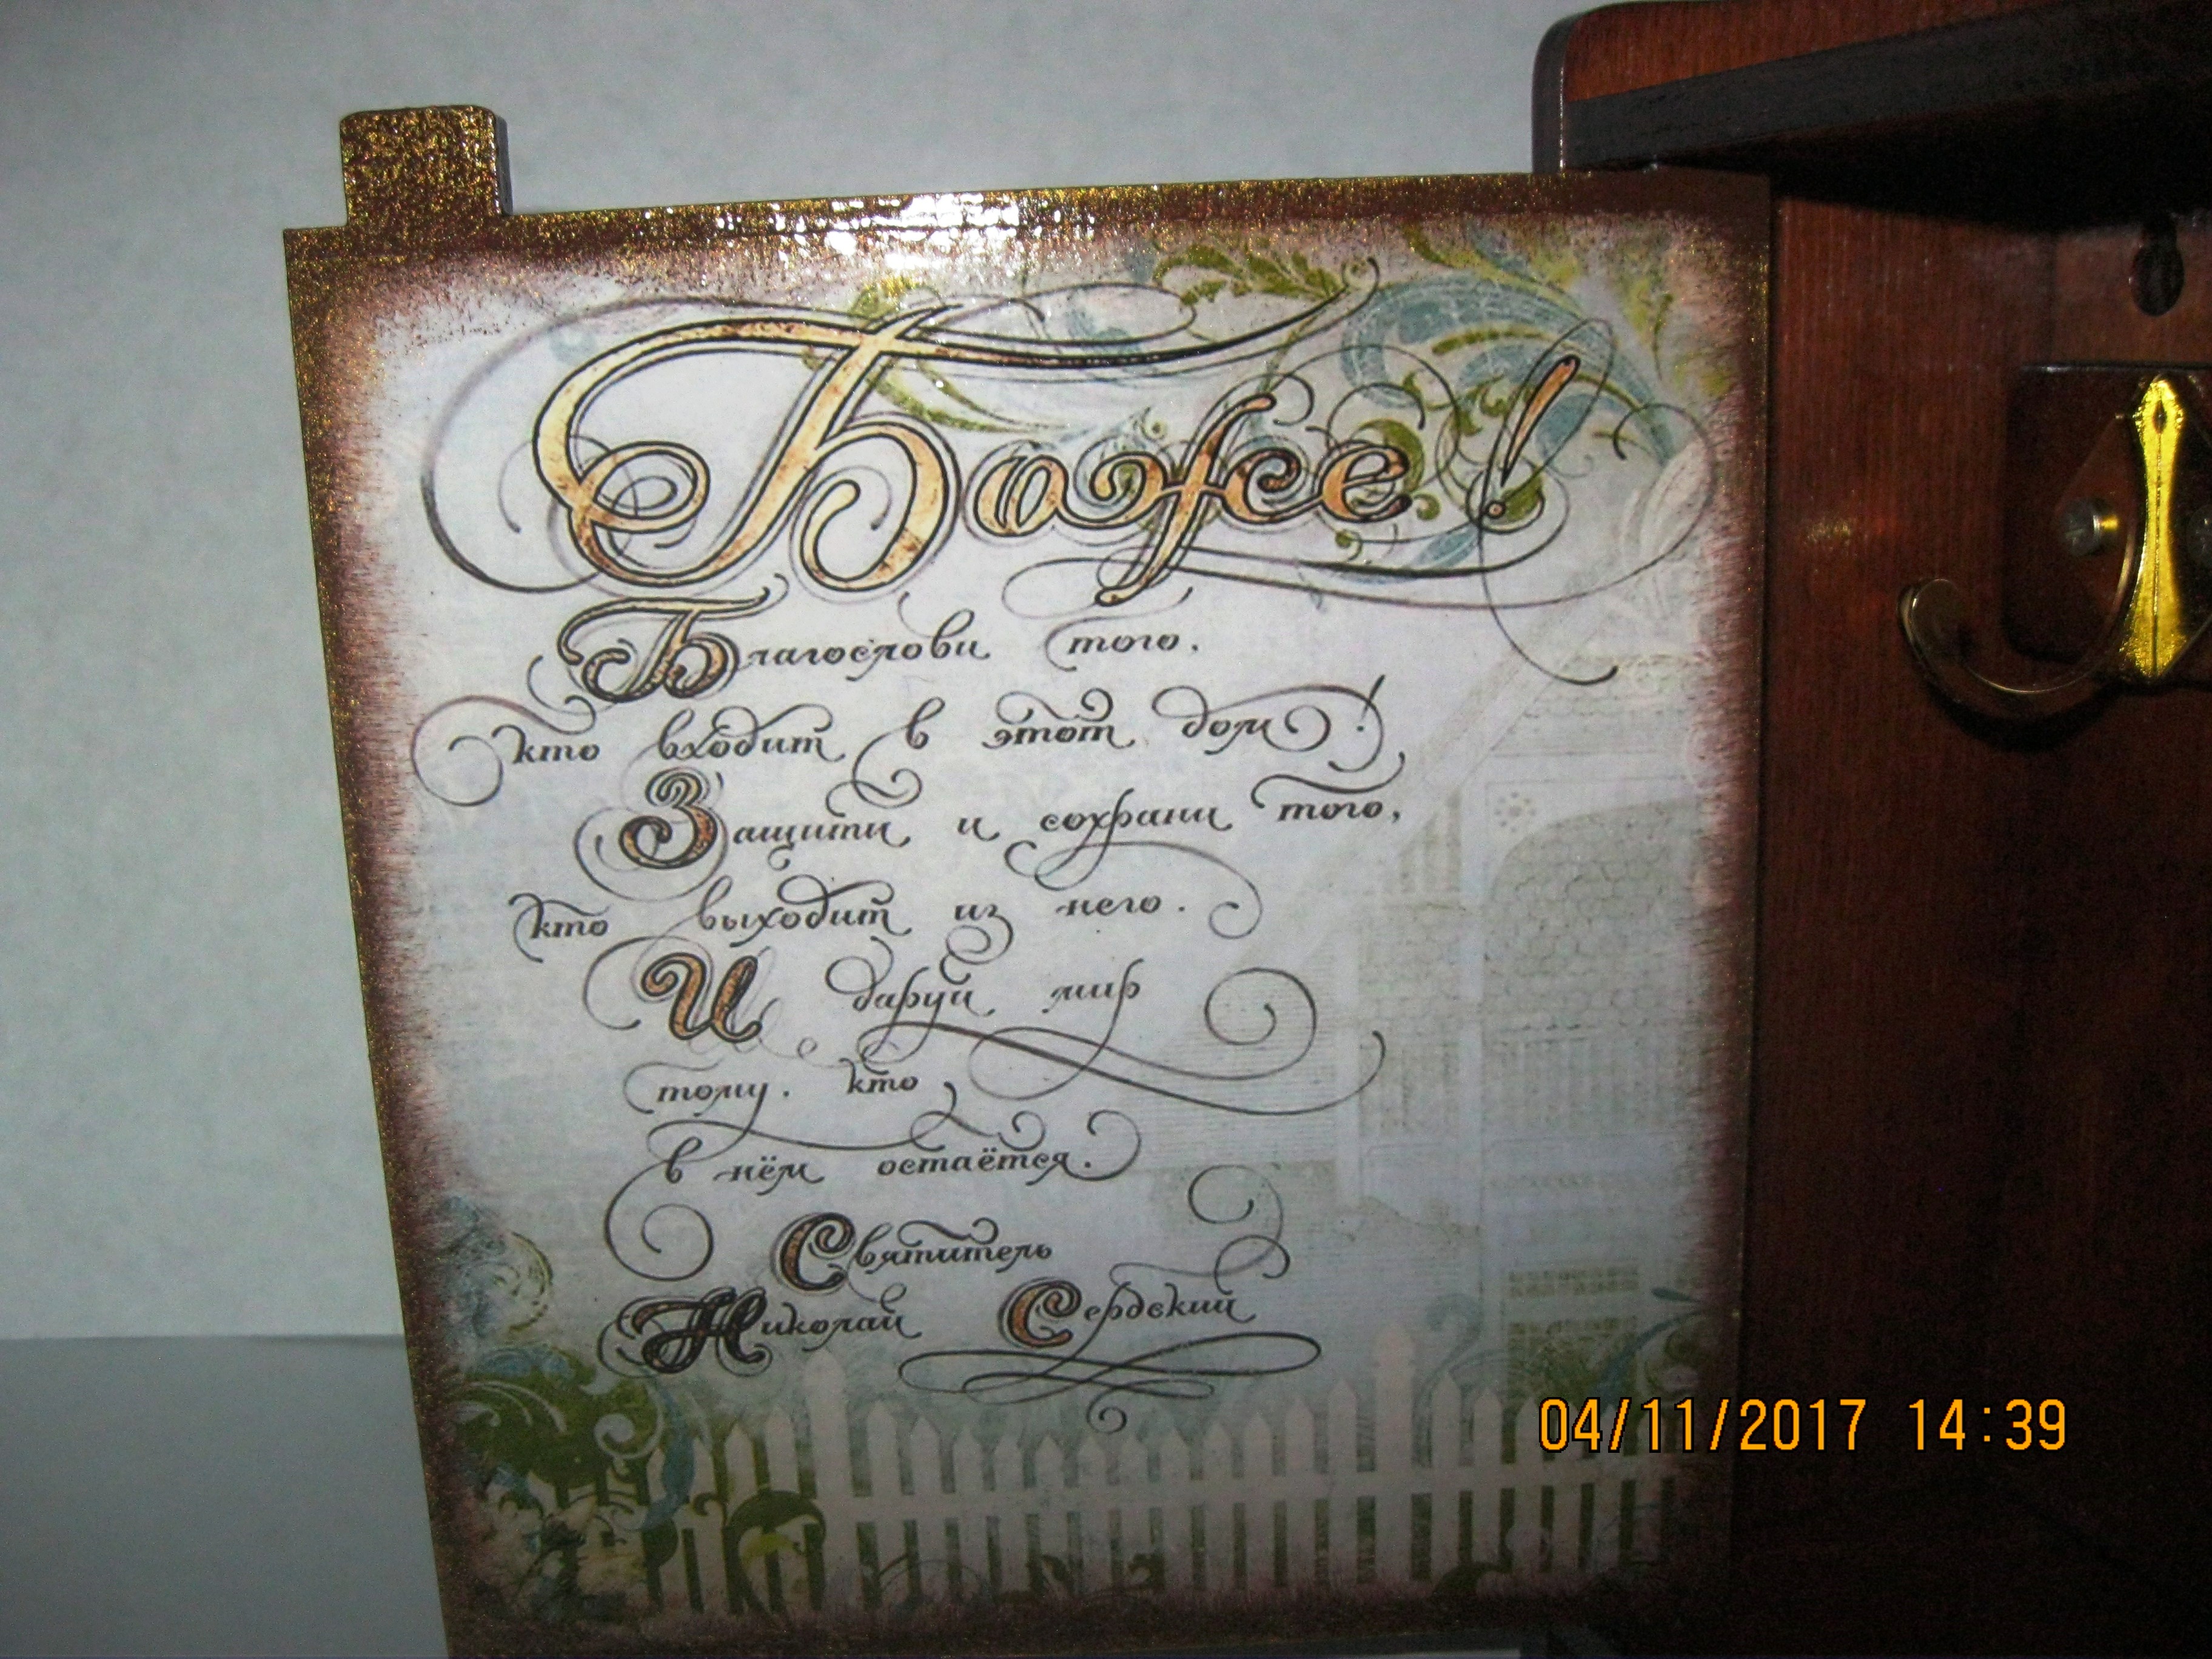 Боже!
Благослови того,
кто входит в этот дом!
Защити и сохрани того,
кто выходит из него.
И даруй мир
тому, кто
в нём остаётся.
Святитель
Николай Сербский
04/11/2017 14:39